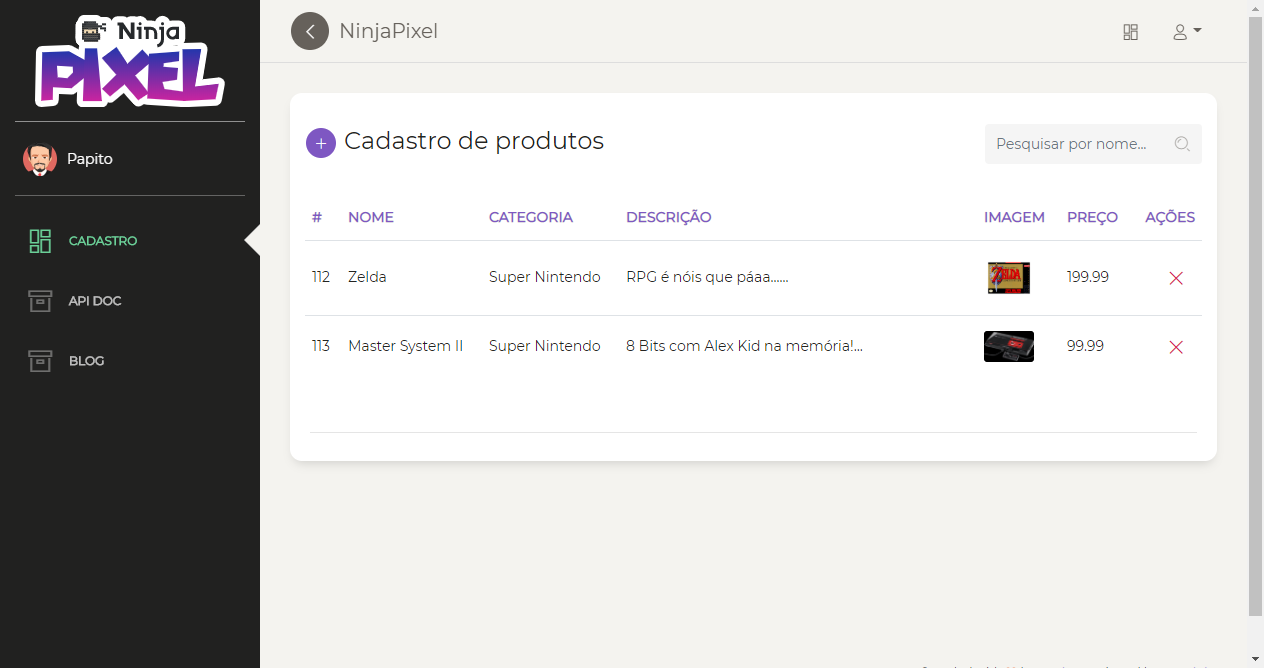 Ninja
PIXEL
Papito
CADASTRO
API DOC
BLOG
NinjaPixel
Cadastro de produtos
Pesquisar por nome...
# NOME CATEGORIA DESCRIÇÃO IMAGEM PREÇO AÇÕES
112 Zelda Super Nintendo RPG é nóis que páaa...... ZELDA 199.99
113 Master System II Super Nintendo 8 Bits com Alex Kid na memória!... 99.99